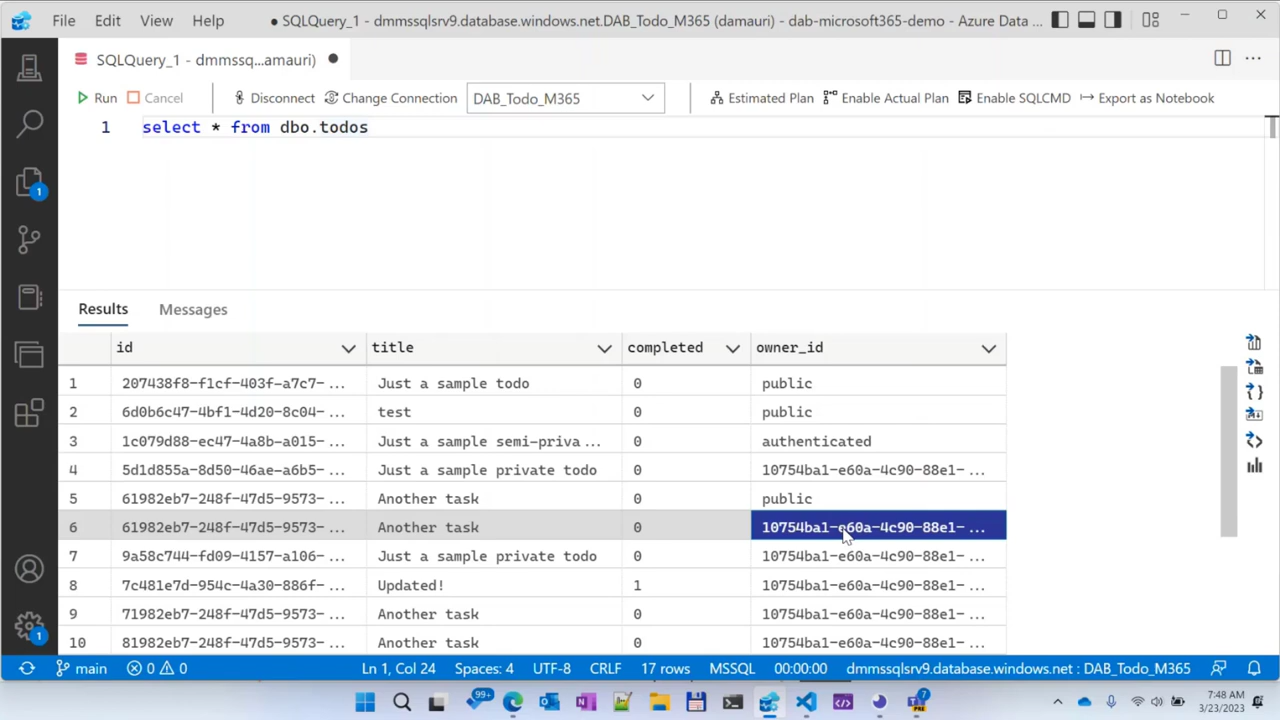 File Edit View Help ● SQLQuery_1 - dmmssqlsrv9.database.windows.net.DAB_Todo_M365 (damauri) - dab-microsoft365-demo - Azure Data ...
SQLQuery_1 - dmmssq...amauri) ●
Run Cancel Disconnect Change Connection DAB_Todo_M365 Estimated Plan Enable Actual Plan Enable SQLCMD Export as Notebook
1 select * from dbo.todos
1
Results Messages
id title completed owner_id
1 207438f8-f1cf-403f-a7c7- ... Just a sample todo 0 public
2 6d0b6c47-4bf1-4d20-8c04- ... test 0 public
3 1c079d88-ec47-4a8b-a015- ... Just a sample semi-priva ... 0 authenticated
4 5d1d855a-8d50-46ae-a6b5- ... Just a sample private todo 0 10754ba1-e60a-4c90-88e1- ...
5 61982eb7-248f-47d5-9573- ... Another task 0 public
6 61982eb7-248f-47d5-9573- ... Another task 0 10754ba1-e60a-4c90-88e1- ...
7 9a58c744-fd09-4157-a106- ... Just a sample private todo 0 10754ba1-e60a-4c90-88e1- ...
8 7c481e7d-954c-4a30-886f- ... Updated! 1 10754ba1-e60a-4c90-88e1- ...
9 71982eb7-248f-47d5-9573- ... Another task 0 10754ba1-e60a-4c90-88e1- ...
10 81982eb7-248f-47d5-9573- ... Another task 0 10754ba1-e60a-4c90-88e1- ...
1
main 0 0 Ln 1, Col 24 Spaces: 4 UTF-8 CRLF 17 rows MSSQL 00:00:00 dmmssqlsrv9.database.windows.net : DAB_Todo_M365
99+ 7 PRE 7:48 AM
3/23/2023